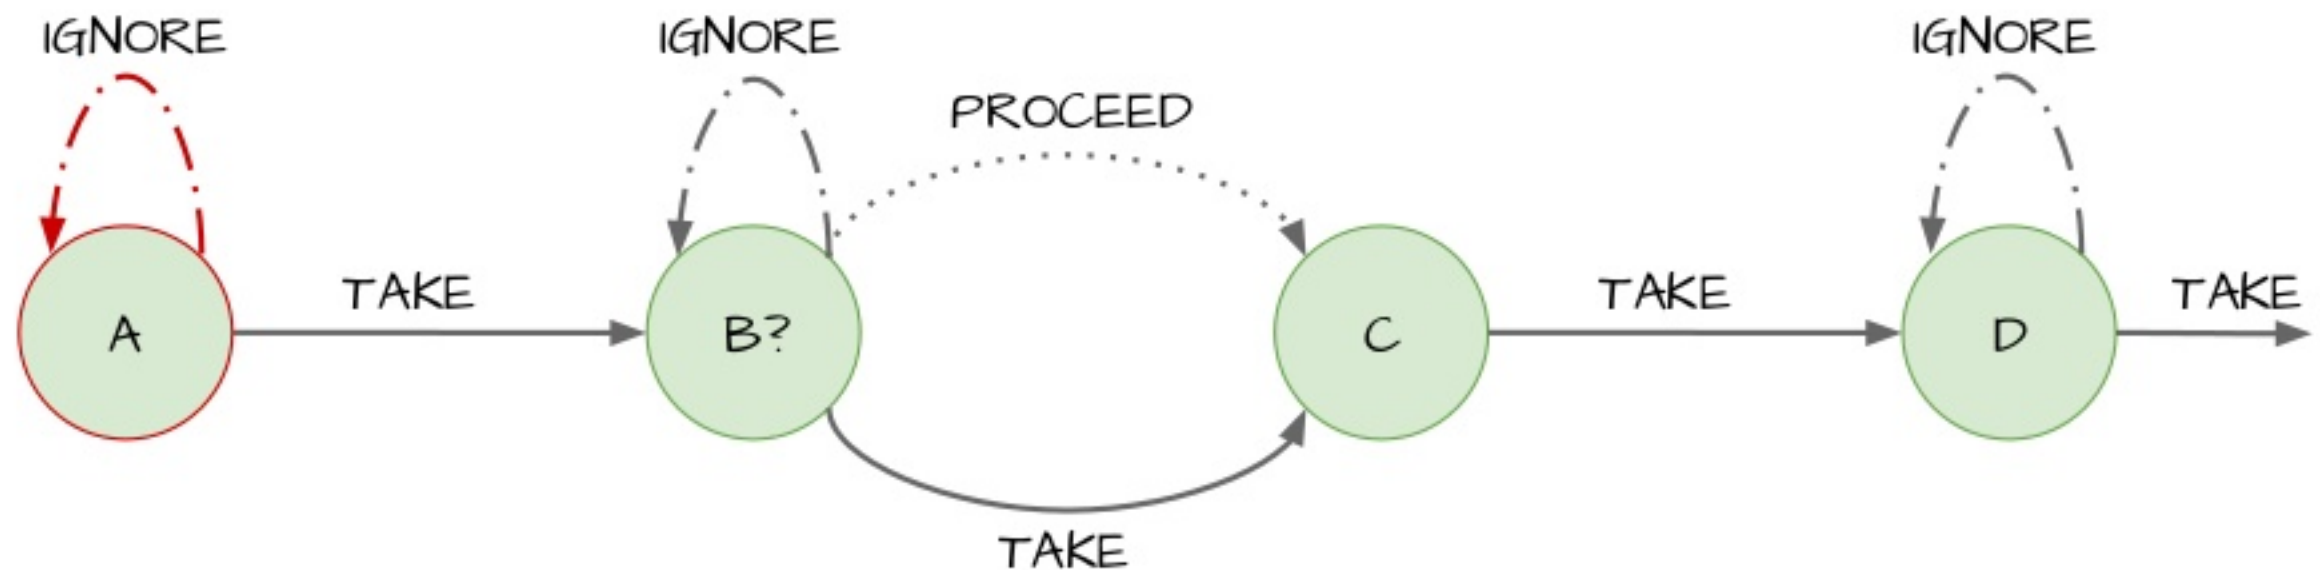 IGNORE
IGNORE
IGNORE
PROCEED
TAKE
TAKE
TAKE
A
B?
C
D
TAKE